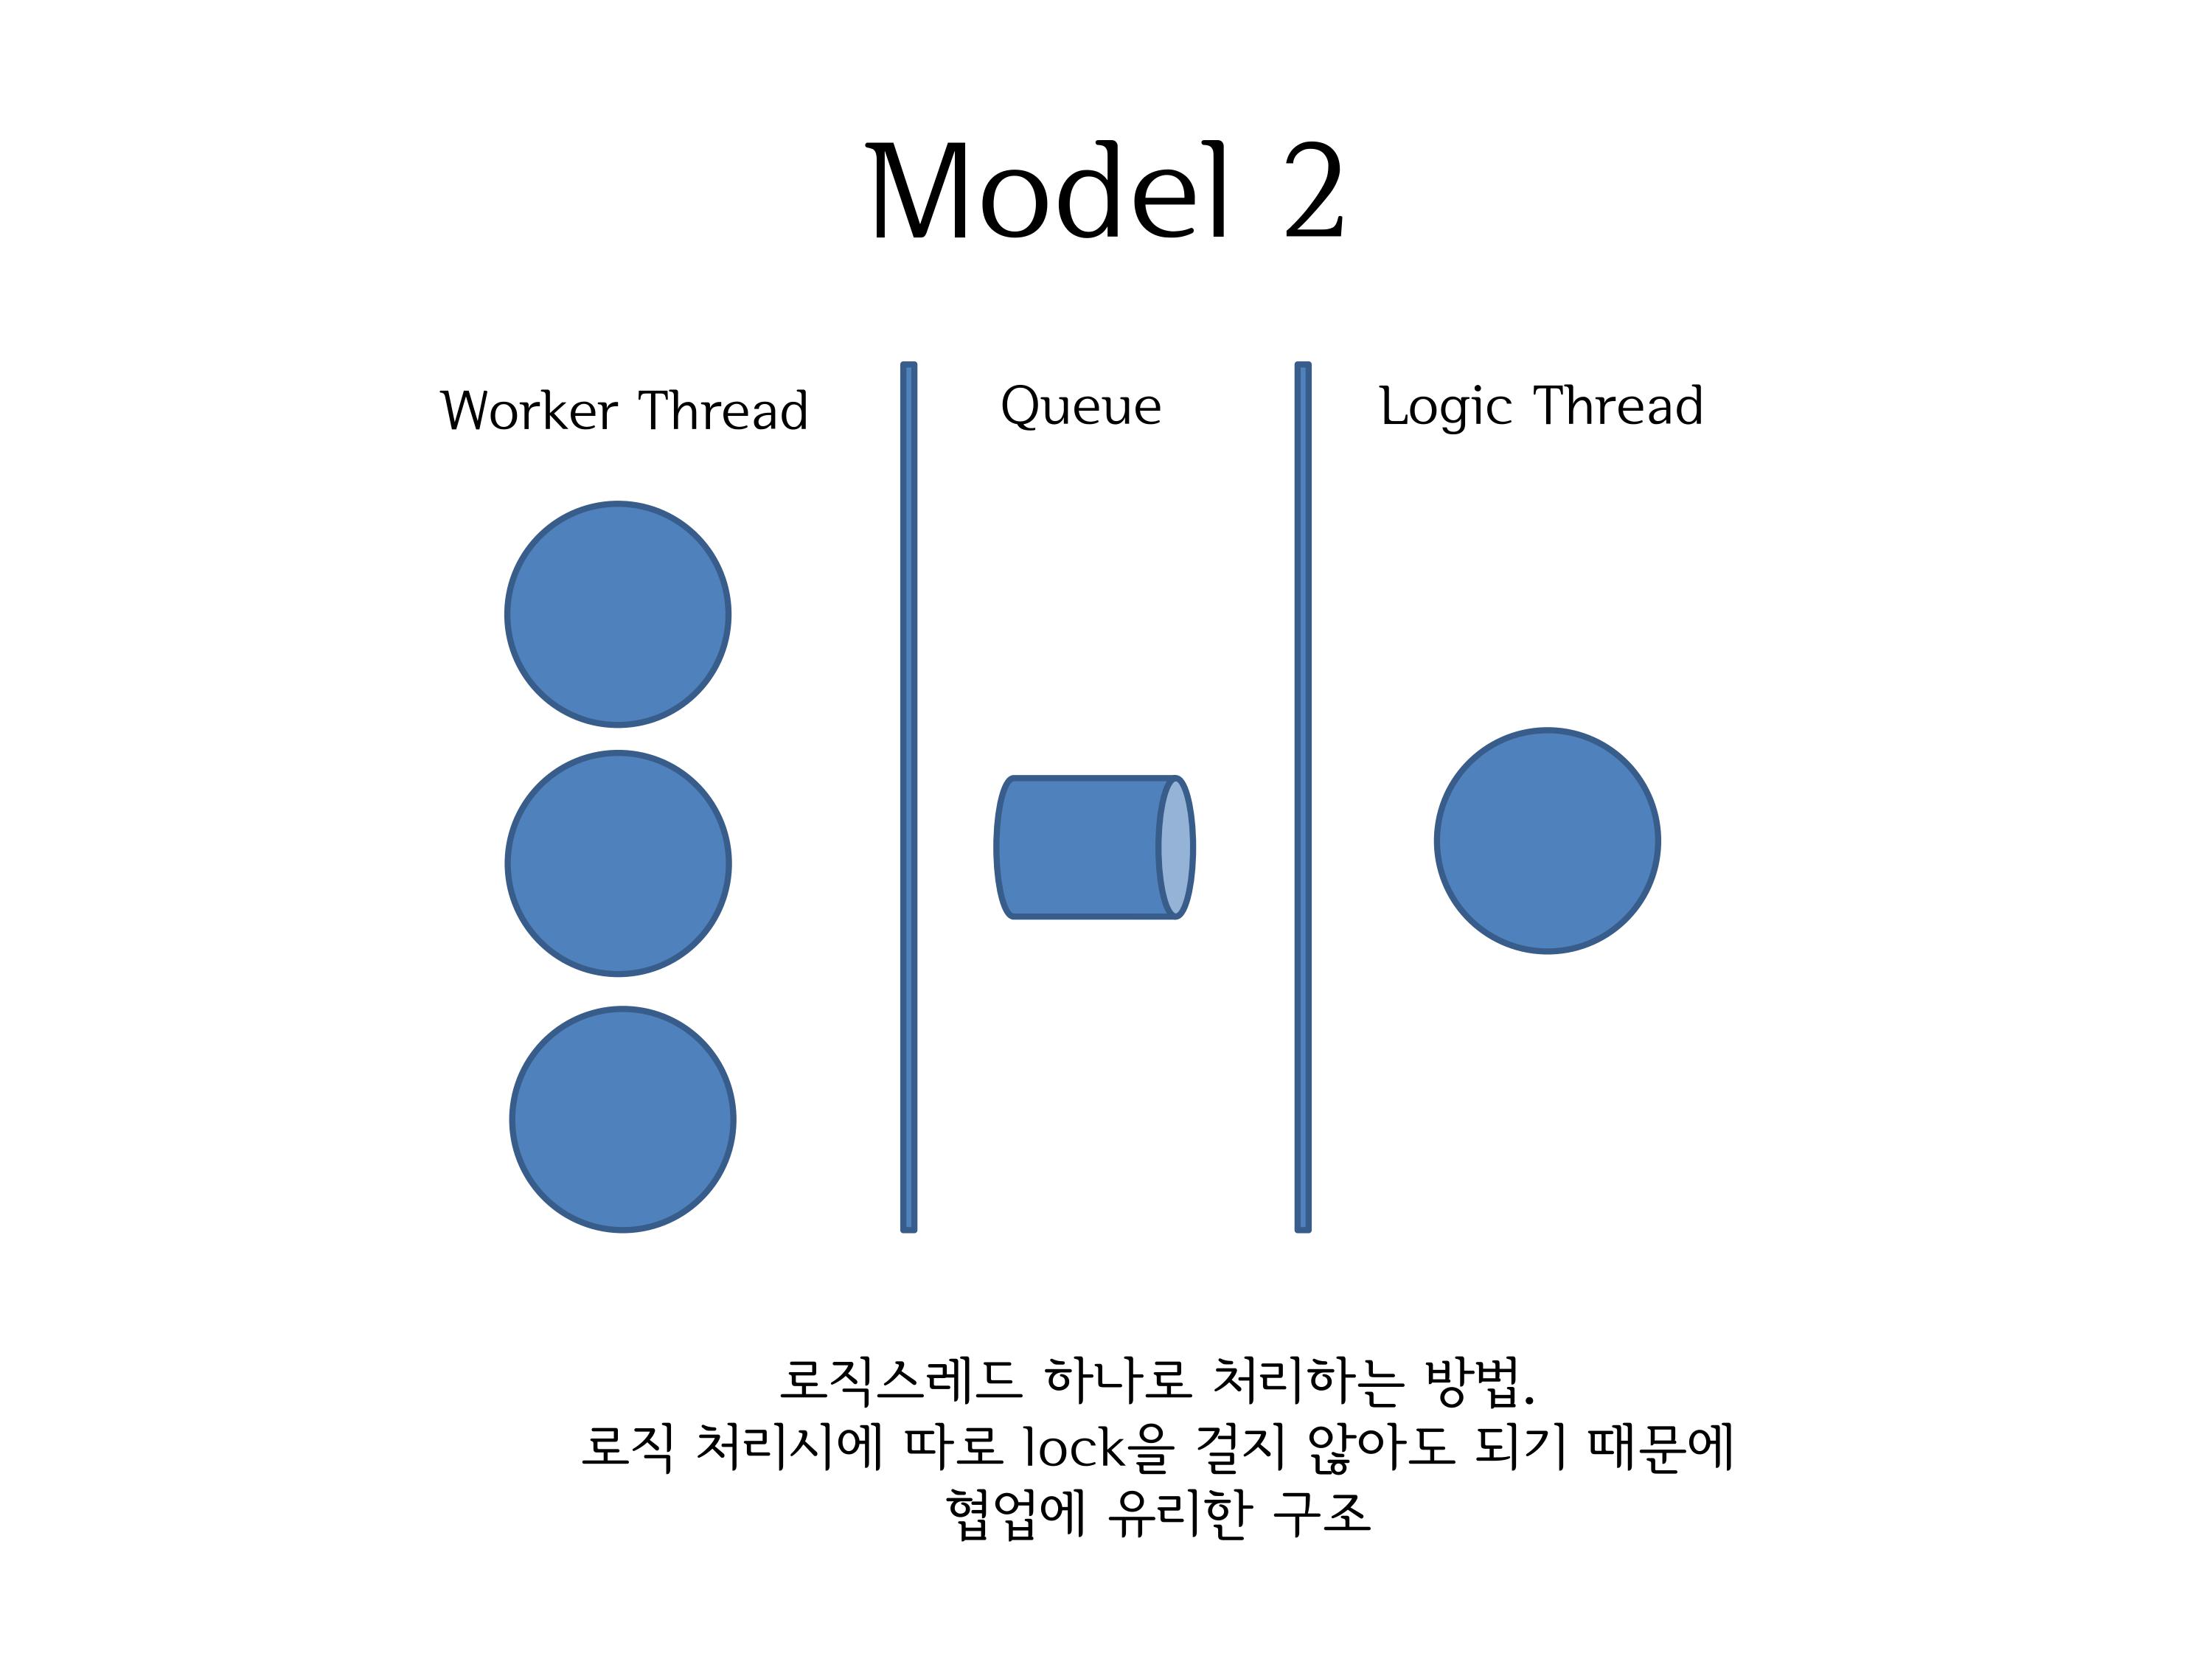 Model 2
Worker Thread
Queue
Logic Thread
로직스레드 하나로 처리하는 방법.
로직 처리시에 따로 lock을 걸지 않아도 되기 때문에
협업에 유리한 구조